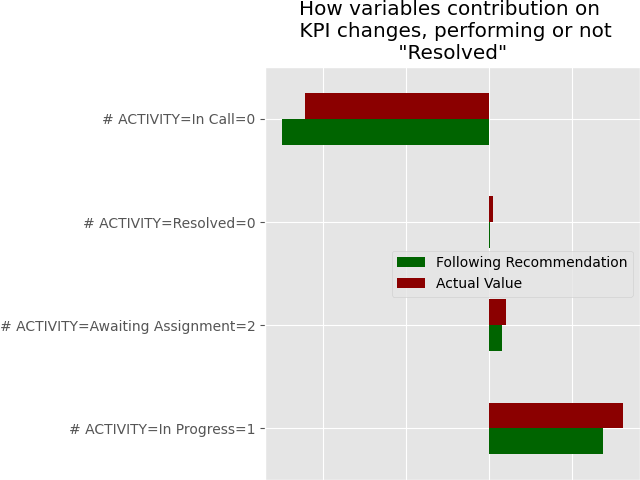 How variables contribution on
KPI changes, performing or not
"Resolved"
# ACTIVITY=In Call=0
# ACTIVITY=Resolved=0
Following Recommendation
Actual Value
# ACTIVITY=Awaiting Assignment=2
# ACTIVITY=In Progress=1